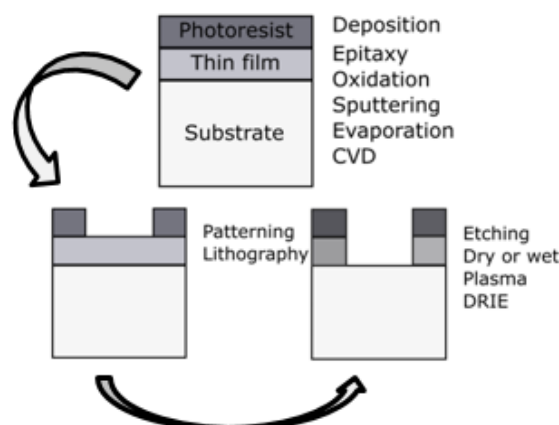 Photoresist
Thin film
Substrate
Deposition
Epitaxy
Oxidation
Sputtering
Evaporation
CVD
Patterning
Lithography
Etching
Dry or wet
Plasma
DRIE